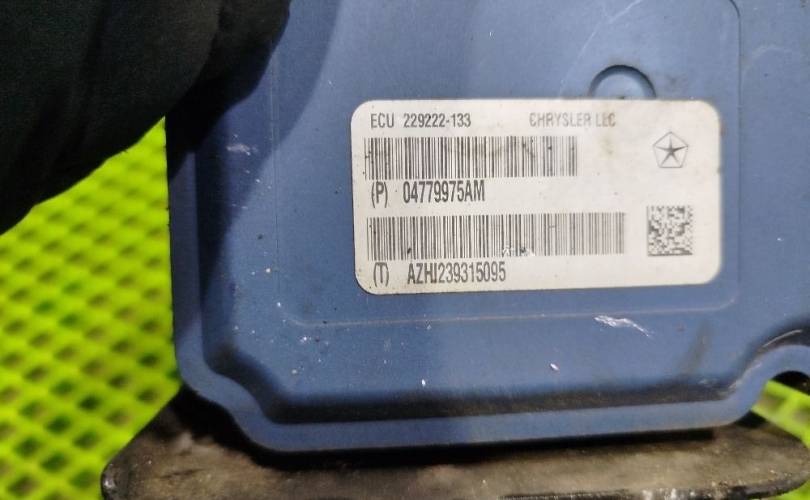 ECU 229222-133 CHRYSLER LLC
(P) 04779975AM
(T) AZHJ239315095